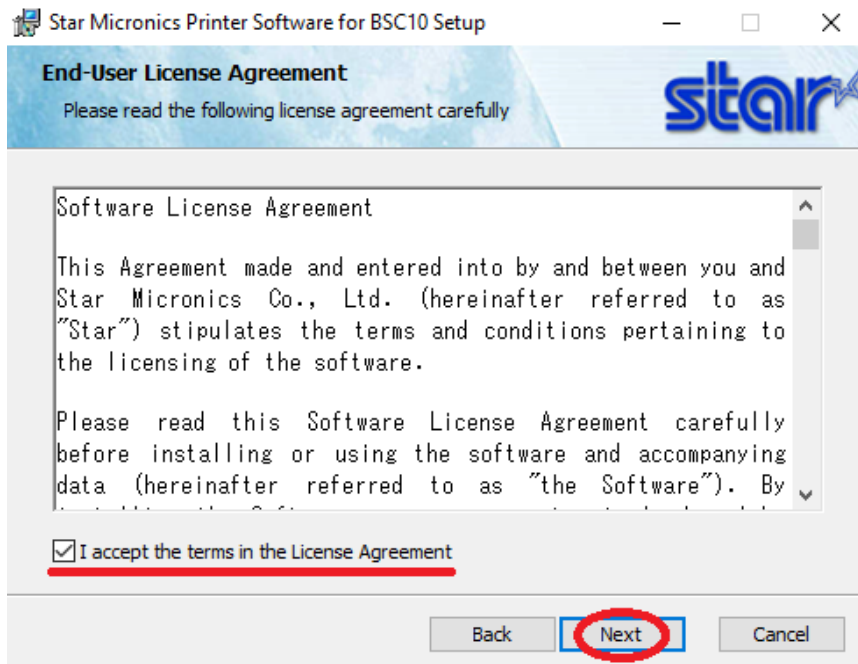 Star Micronics Printer Software for BSC10 Setup
End-User License Agreement
Please read the following license agreement carefully
star
Software License Agreement
This Agreement made and entered into by and between you and
Star Micronics Co., Ltd. (hereinafter referred to as
"Star") stipulates the terms and conditions pertaining to
the licensing of the software.
Please read this Software License Agreement carefully
before installing or using the software and accompanying
data (hereinafter referred to as "the Software"). By
I accept the terms in the License Agreement
Back
Next
Cancel